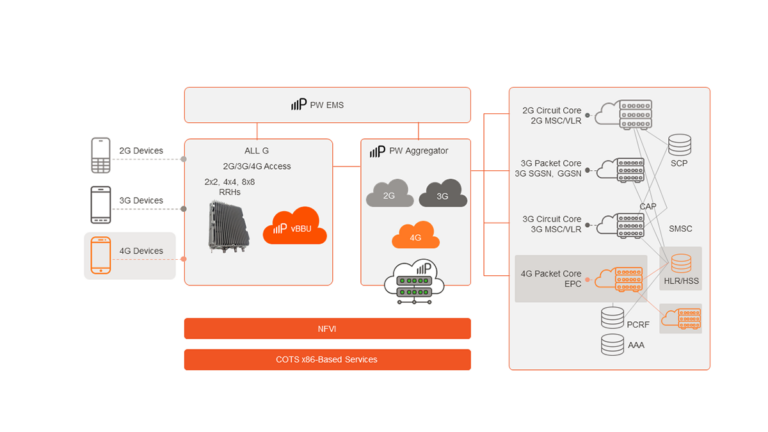 PW EMS
2G Devices
3G Devices
4G Devices
ALL G
2G/3G/4G Access
2x2, 4x4, 8x8
RRHs
vBBU
PW Aggregator
2G
3G
4G
NFVI
COTS x86-Based Services
2G Circuit Core
2G MSC/VLR
SCP
3G Packet Core
3G SGSN, GGSN
CAP
3G Circuit Core
3G MSC/VLR
SMSC
4G Packet Core
EPC
HLR/HSS
PCRF
AAA